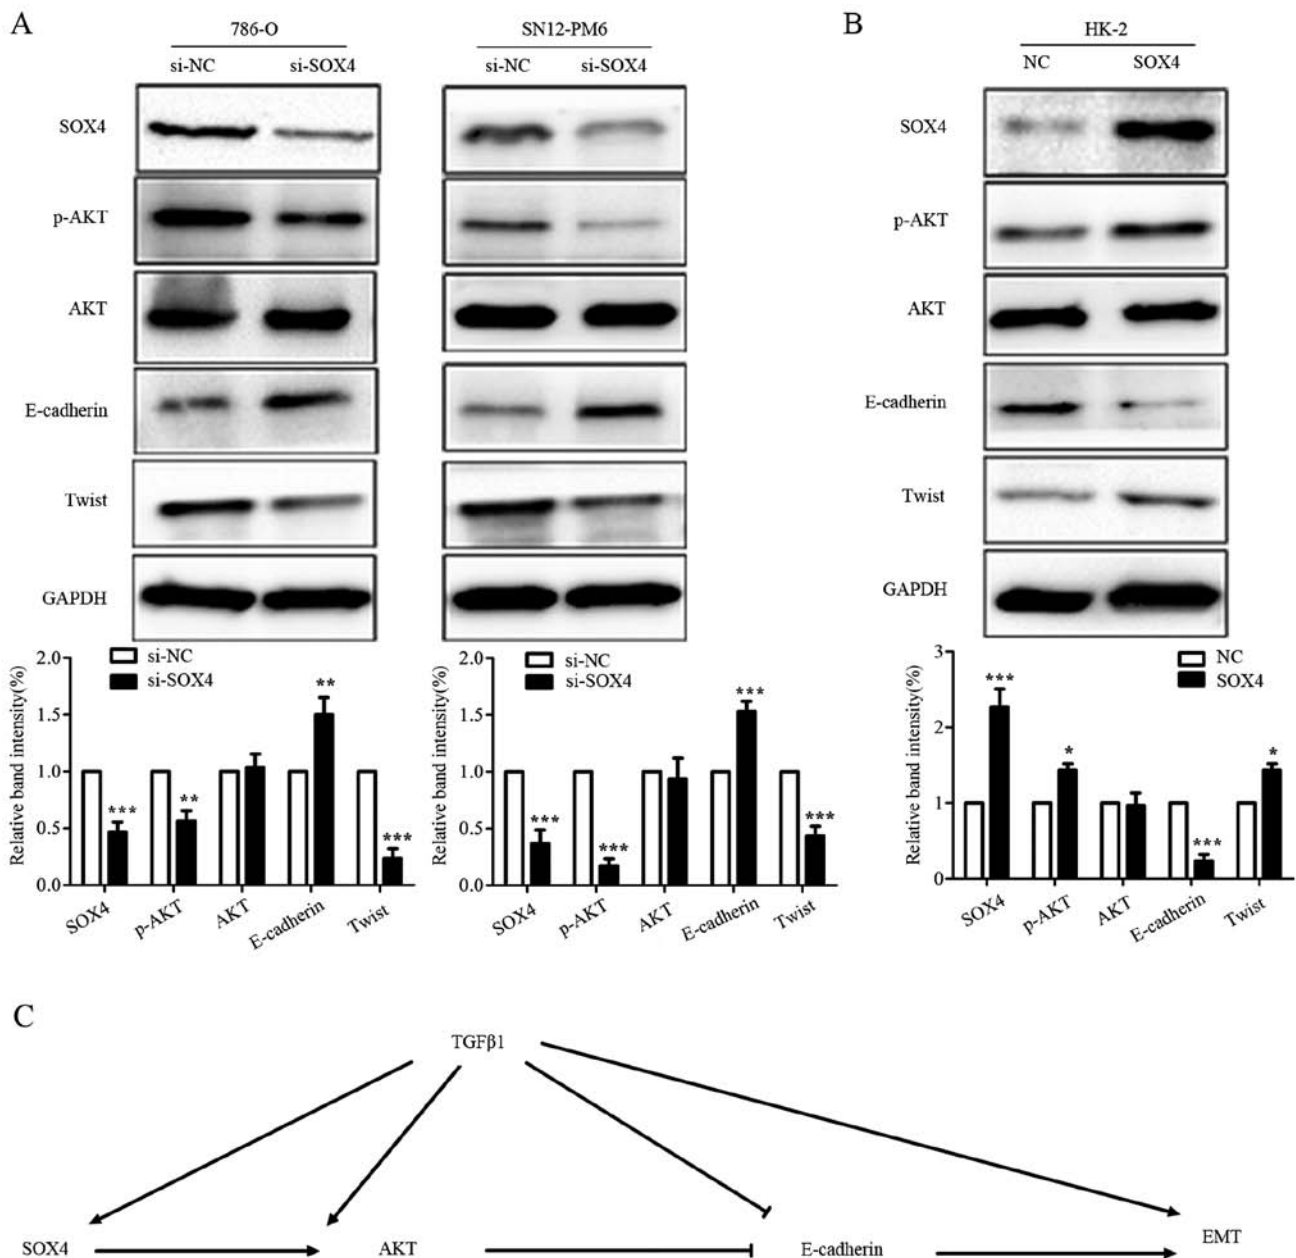 A
B
786-O
SN12-PM6
HK-2
si-NC si-SOX4
si-NC si-SOX4
NC SOX4
SOX4
p-AKT
AKT
E-cadherin
Twist
GAPDH
SOX4
p-AKT
AKT
E-cadherin
Twist
GAPDH
Relative band intensity(%)
2.0
1.5
1.0
0.5
0.0
si-NC
si-SOX4
***
**
**
***
SOX4 p-AKT AKT E-cadherin Twist
Relative band intensity(%)
2.0
1.5
1.0
0.5
0.0
si-NC
si-SOX4
***
***
***
***
SOX4 p-AKT AKT E-cadherin Twist
Relative band intensity(%)
3
2
1
0
NC
SOX4
***
*
***
*
SOX4 p-AKT AKT E-cadherin Twist
C
TGFβ1
SOX4 AKT E-cadherin EMT